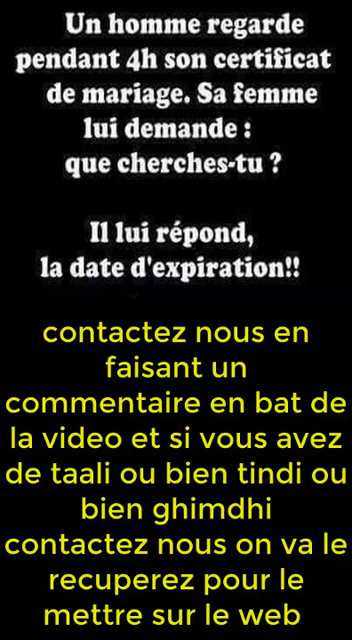 Un homme regarde
pendant 4h son certificat
de mariage. Sa femme
lui demande :
que cherches-tu ?
Il lui répond,
la date d'expiration!!
contactez nous en
faisant un
commentaire en bat de
la video et si vous avez
de taali ou bien tindi ou
bien ghimdhi
contactez nous on va le
recuperez pour le
mettre sur le web